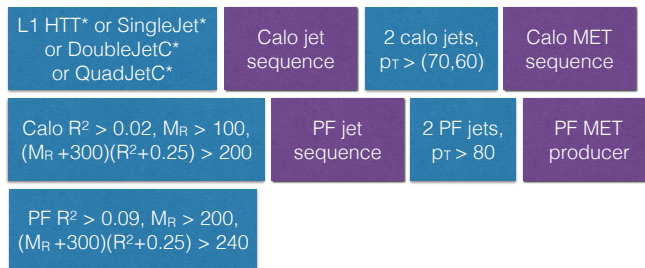 L1 HTT* or SingleJet*
or DoubleJetC*
or QuadJetC*
Calo jet
sequence
2 calo jets,
pT > (70,60)
Calo MET
sequence
Calo R² > 0.02, MR > 100,
(MR +300)(R²+0.25) > 200
PF jet
sequence
2 PF jets,
pT > 80
PF MET
producer
PF R² > 0.09, MR > 200,
(MR +300)(R²+0.25) > 240